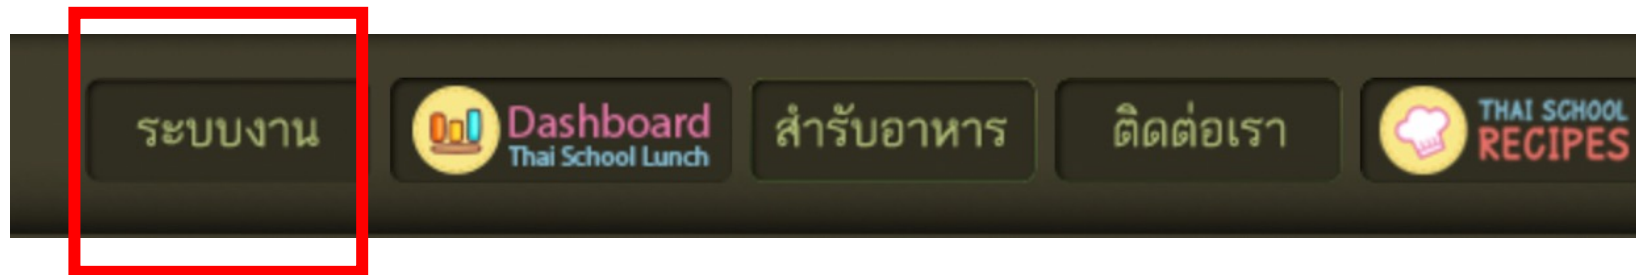 ระบบงาน
Dashboard
Thai School Lunch
สำรับอาหาร
ติดต่อเรา
THAI SCHOOL
RECIPES